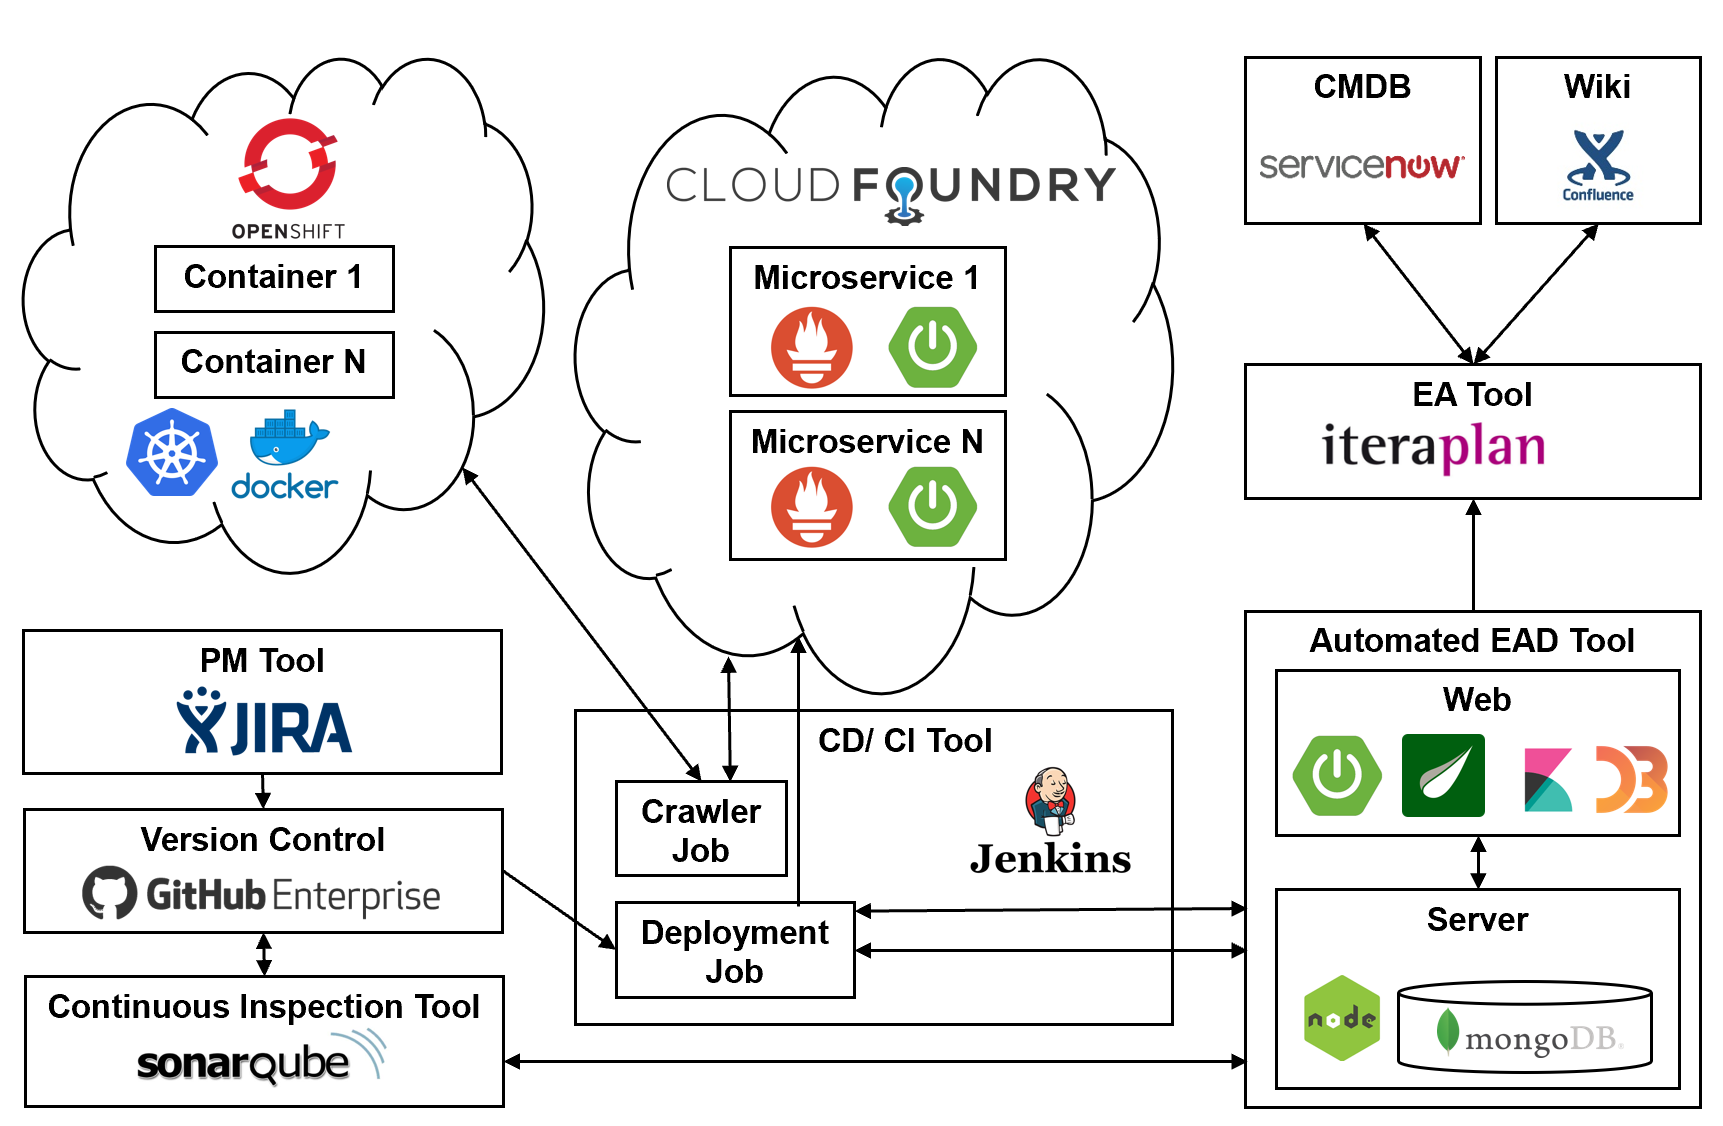 OPENSHIFT
Container 1
Container N
docker
CLOUD FOUNDRY
Microservice 1
Microservice N
CMDB
servicenow
Wiki
Confluence
EA Tool
iteraplan
PM Tool
JIRA
Version Control
GitHub Enterprise
Continuous Inspection Tool
sonarqube
CD/ CI Tool
Jenkins
Crawler
Job
Deployment
Job
Automated EAD Tool
Web
Server
node
mongoDB